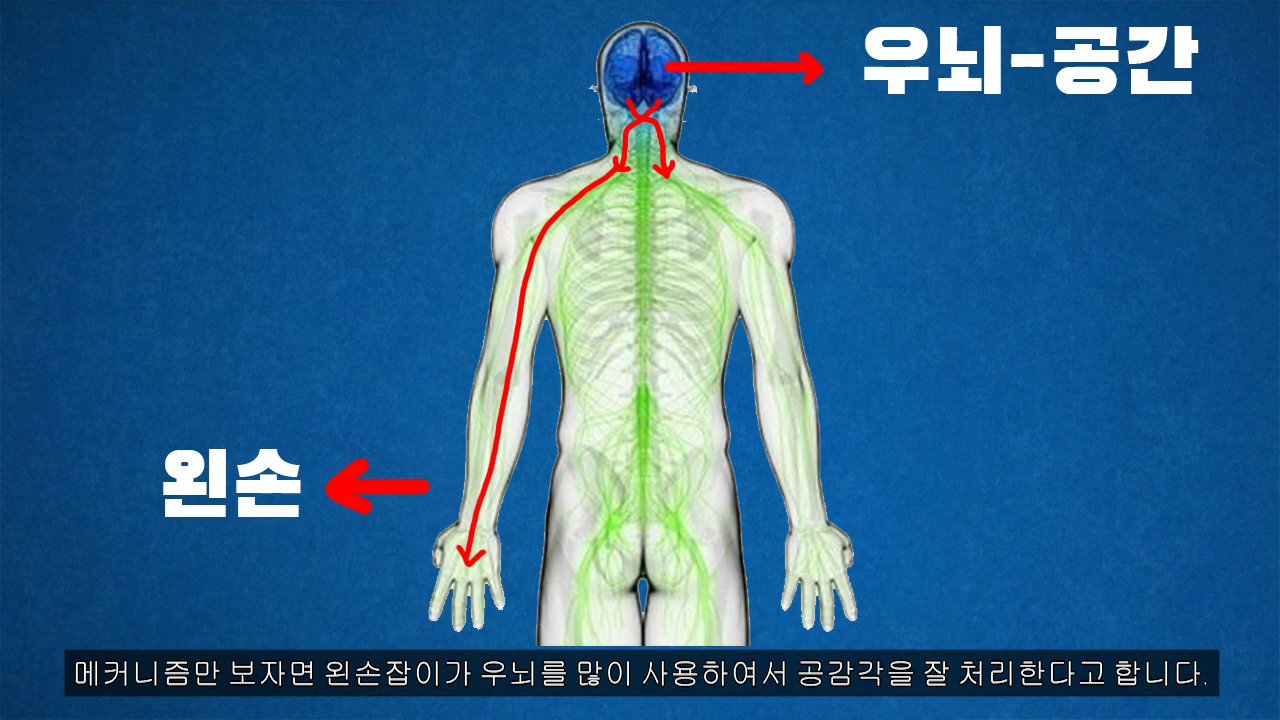 우뇌-공간
왼손
메커니즘만 보자면 왼손잡이가 우뇌를 많이 사용하여서 공감각을 잘 처리한다고 합니다.